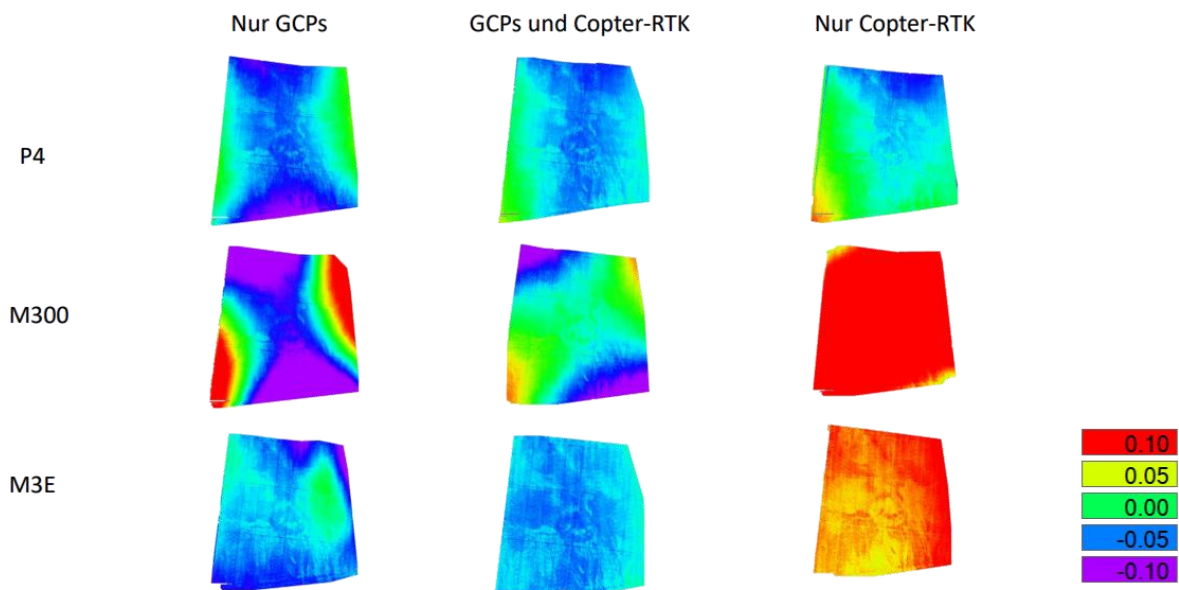 Nur GCPs GCPs und Copter-RTK Nur Copter-RTK
P4
M300
M3E
0.10
0.05
0.00
-0.05
-0.10